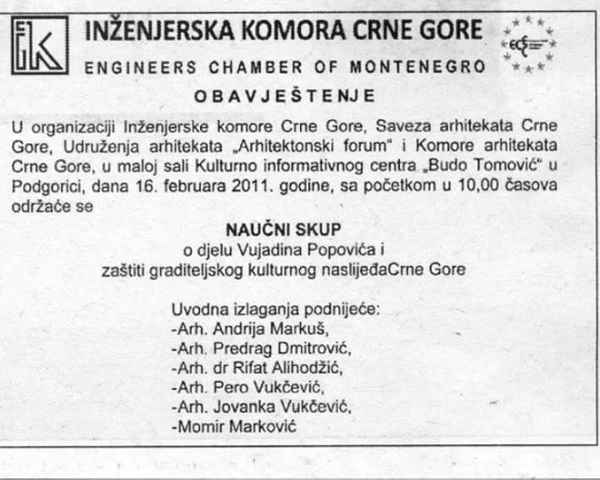 INŽENJERSKA KOMORA CRNE GORE
ENGINEERS CHAMBER OF MONTENEGRO
OBAVJEŠTENJE
U organizaciji Inženjerske komore Crne Gore, Saveza arhitekata Crne
Gore, Udruženja arhitekata „Arhitektonski forum“ i Komore arhitekata
Crne Gore, u maloj sali Kulturno informativnog centra „Budo Tomović“ u
Podgorici, dana 16. februara 2011. godine, sa početkom u 10,00 časova
održaće se
NAUČNI SKUP
o djelu Vujadina Popovića i
zaštiti graditeljskog kulturnog naslijeđaCrne Gore
Uvodna izlaganja podnijeće:
-Arh. Andrija Markuš,
-Arh. Predrag Dmitrović,
-Arh. dr Rifat Alihodžić,
-Arh. Pero Vukčević,
-Arh. Jovanka Vukčević,
-Momir Marković